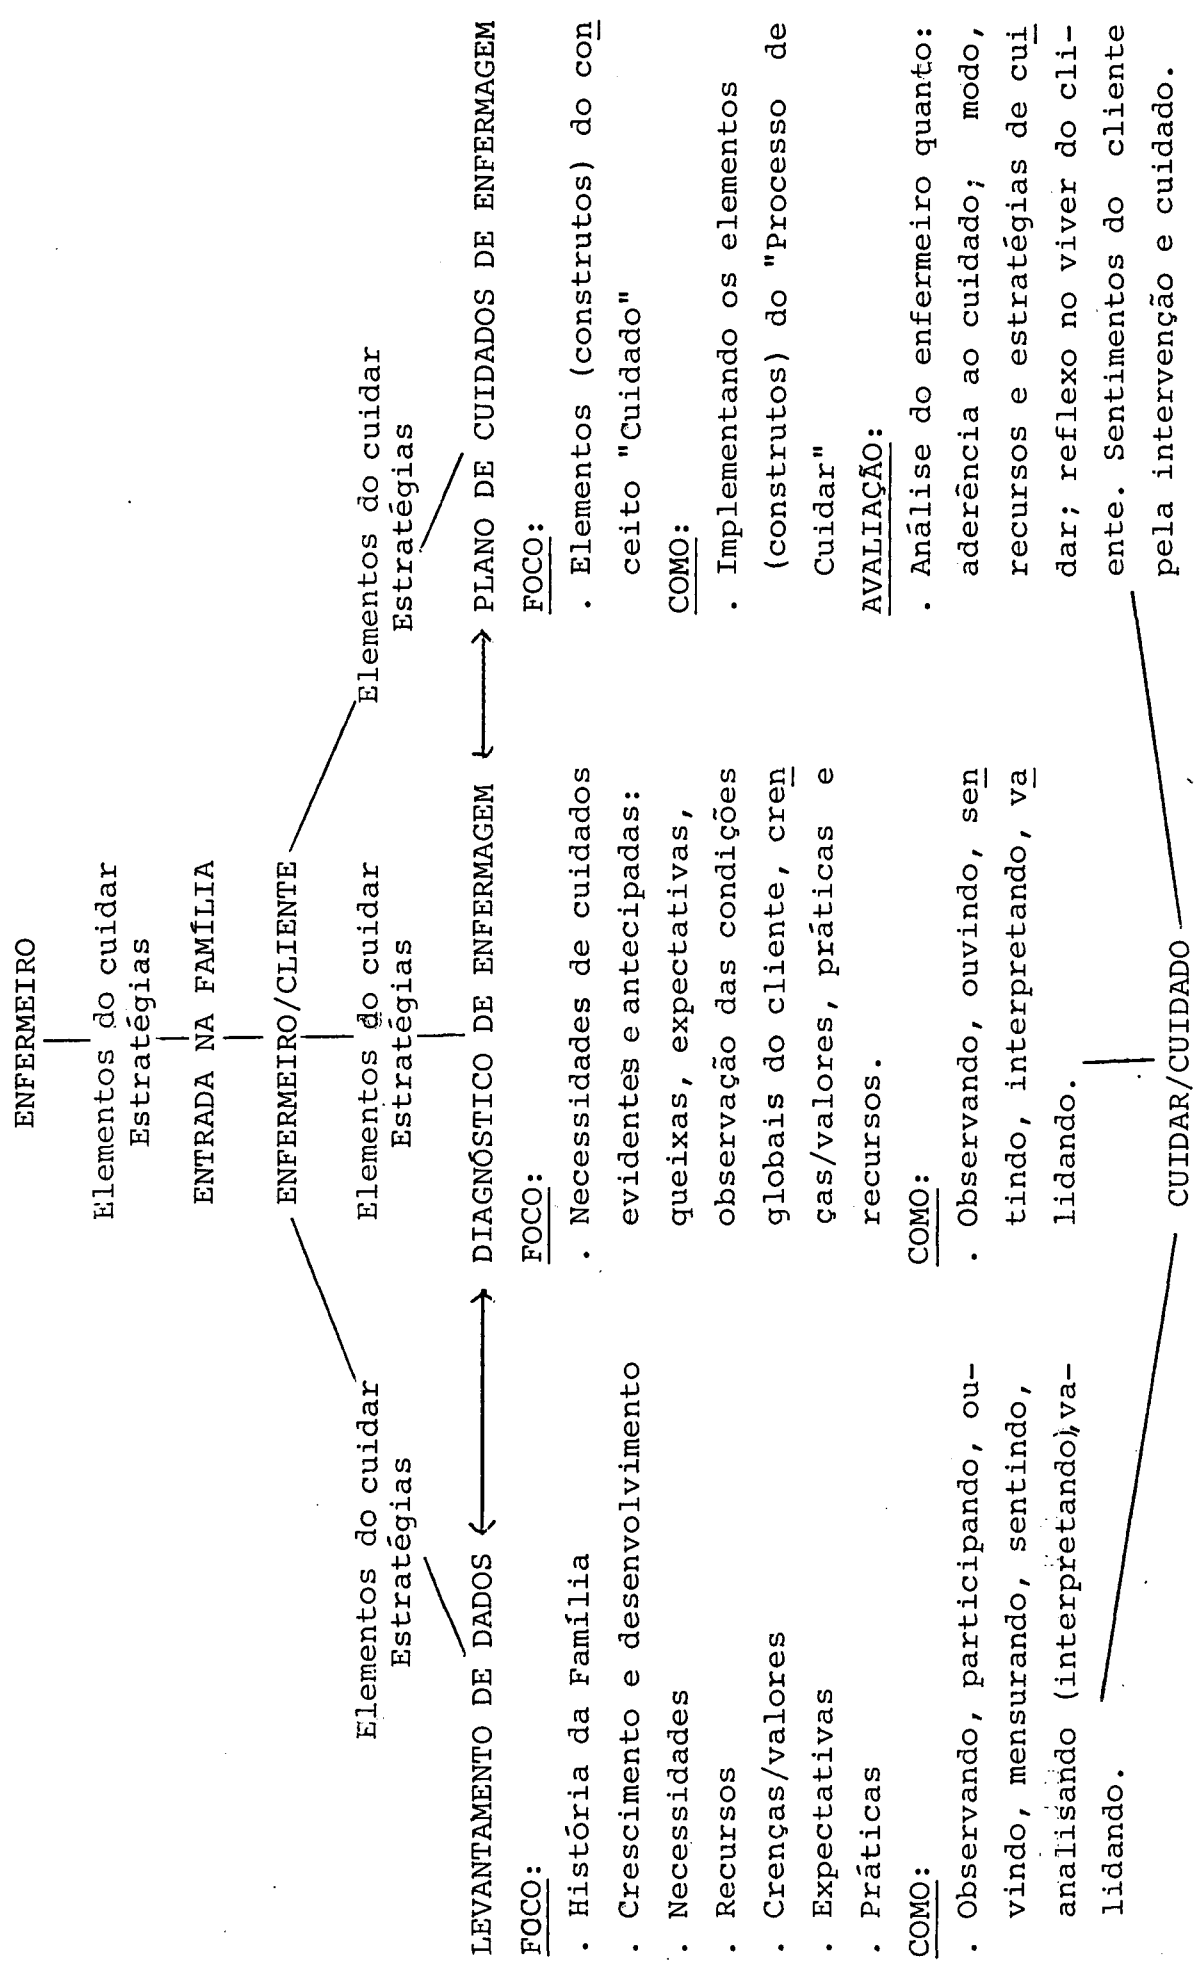 ENFERMEIRO
Elementos do cuidar
Estratégias
ENTRADA NA FAMÍLIA
ENFERMEIRO/CLIENTE
Elementos do cuidar
Estratégias
Elementos do cuidar
Estratégias
Elementos do cuidar
Estratégias
LEVANTAMENTO DE DADOS
FOCO:
. História da Família
. Crescimento e desenvolvimento
. Necessidades
. Recursos
. Crenças/valores
. Expectativas
. Práticas
COMO:
. Observando, participando, ou-
vindo, mensurando, sentindo,
analisando (interpretando),va-
lidando.
DIAGNÓSTICO DE ENFERMAGEM
FOCO:
. Necessidades de cuidados
evidentes e antecipadas:
queixas, expectativas,
observação das condições
globais do cliente, cren
ças/valores, práticas e
recursos.
COMO:
. Observando, ouvindo, sen
tindo, interpretando, va
lidando.
PLANO DE CUIDADOS DE ENFERMAGEM
FOCO:
. Elementos (construtos) do con
ceito "Cuidado"
COMO:
. Implementando os elementos
(construtos) do "Processo de
Cuidar"
AVALIAÇÃO:
. Análise do enfermeiro quanto:
aderência ao cuidado; modo,
recursos e estratégias de cui
dar; reflexo no viver do cli-
ente. Sentimentos do cliente
pela intervenção e cuidado.
CUIDAR/CUIDADO